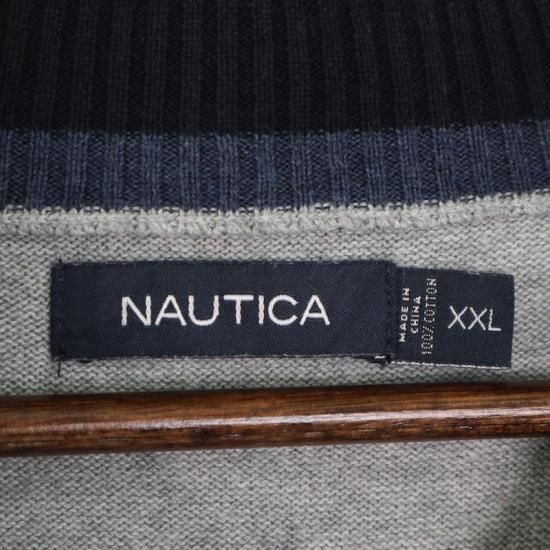 NAUTICA
MADE IN
CHINA
100% COTTON
XXL